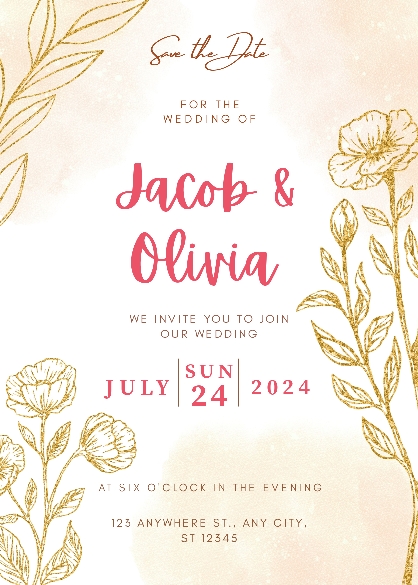 Save the Date
FOR THE
WEDDING OF
Jacob &
Olivia
WE INVITE YOU TO JOIN
OUR WEDDING
JULY SUN 24 2024
AT SIX O'CLOCK IN THE EVENING
123 ANYWHERE ST., ANY CITY,
ST 12345